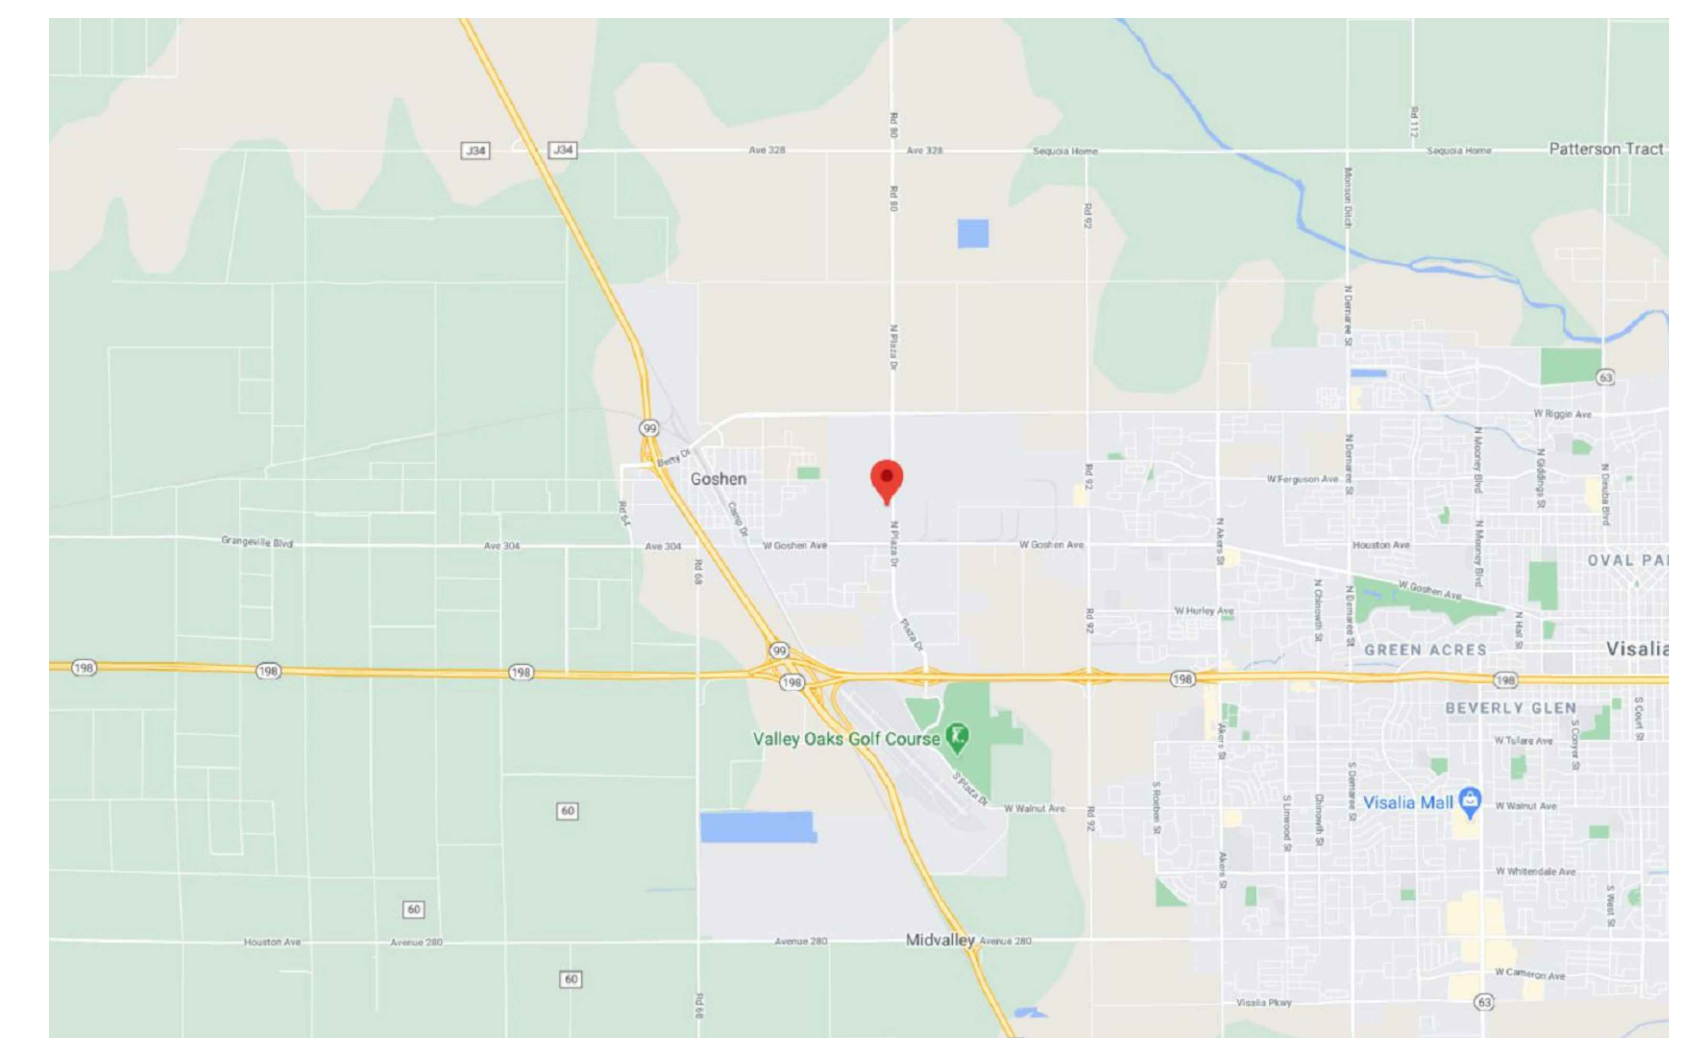 Rd 80
Rd 112
J34
J34
Ave 328
Ave 328
Sequoia Home
Sequoia Home
Patterson Tract
Rd 80
Rd 92
Monson Ditch
N Plaza Dr
N Demaree St
63
99
W Riggin Ave
Betty Dr
Goshen
Rd 92
W Ferguson Ave
N Demaree St
N Mooney Blvd
N Giddings St
N Dinuba Blvd
Rd 64
Camp Dr
N Plaza Dr
N Akers St
N Mooney Blvd
Grangeville Blvd
Ave 304
Ave 304
W Goshen Ave
W Goshen Ave
Houston Ave
OVAL PA
Rd 68
W Goshen Ave
N Chinowth St
N Demaree St
W Hurley Ave
Rd 92
N Hall St
Plaza Dr
99
GREEN ACRES
Visalia
198
198
198
198
198
198
BEVERLY GLEN
S Court St
Valley Oaks Golf Course
Akers St
W Tulare Ave
S Conyer St
S Plaza Dr
S Roeben St
S Demaree St
60
W Walnut Ave
Rd 92
S Linwood St
Chinowth St
Visalia Mall
W Walnut Ave
Akers St
W Whitendale Ave
S West St
60
Houston Ave
Avenue 280
Avenue 280
Midvalley
Avenue 280
60
W Cameron Ave
Rd 68
Visalia Pkwy
63